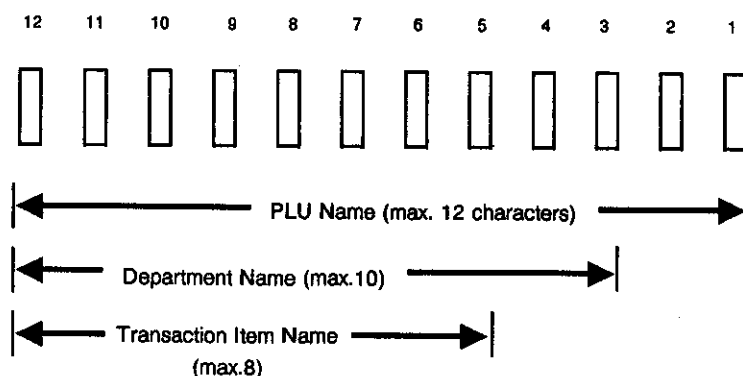 12 11 10 9 8 7 6 5 4 3 2 1
PLU Name (max. 12 characters)
Department Name (max.10)
Transaction Item Name
(max.8)